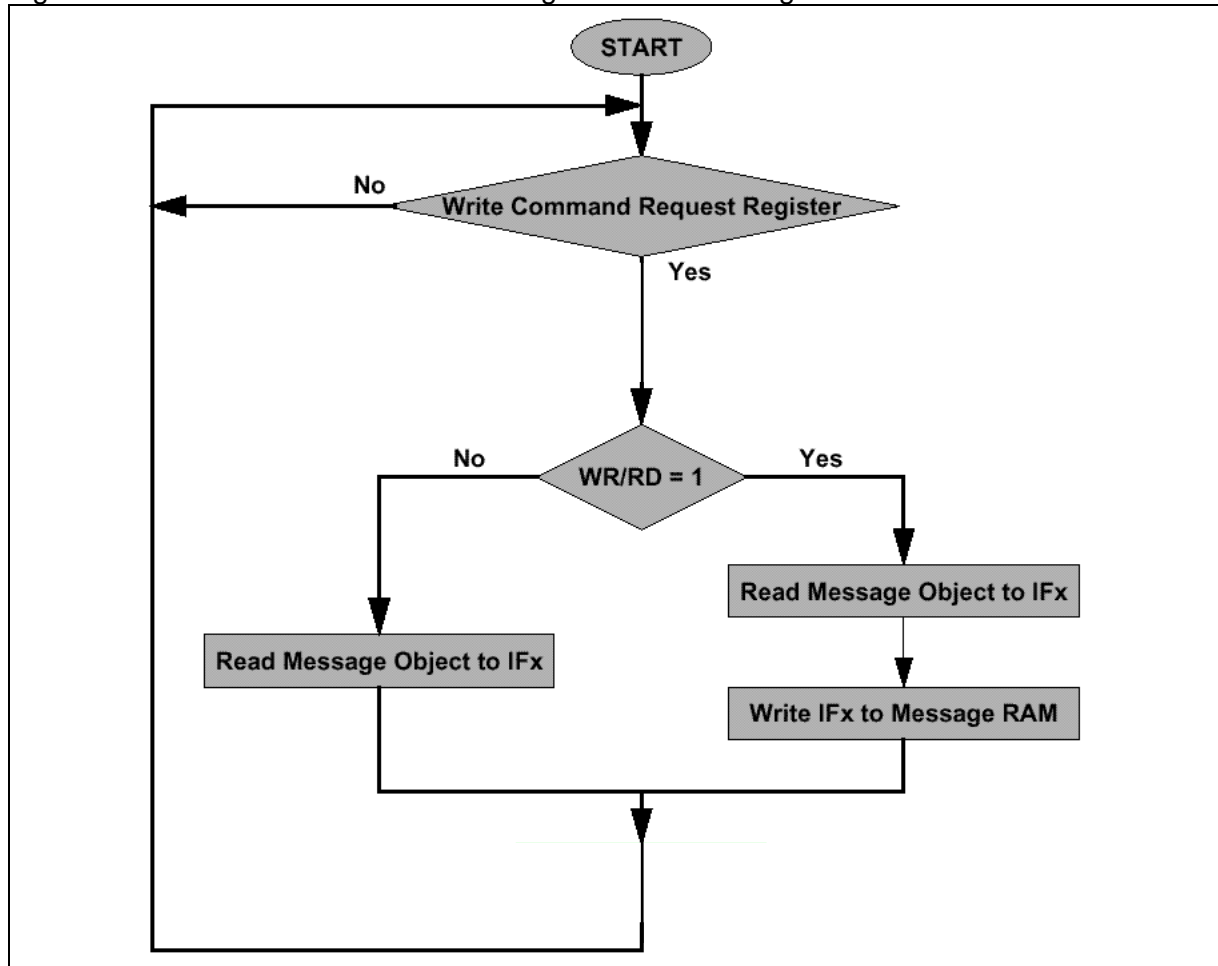 START
No
Write Command Request Register
Yes
No
WR/RD = 1
Yes
Read Message Object to IFx
Read Message Object to IFx
Write IFx to Message RAM